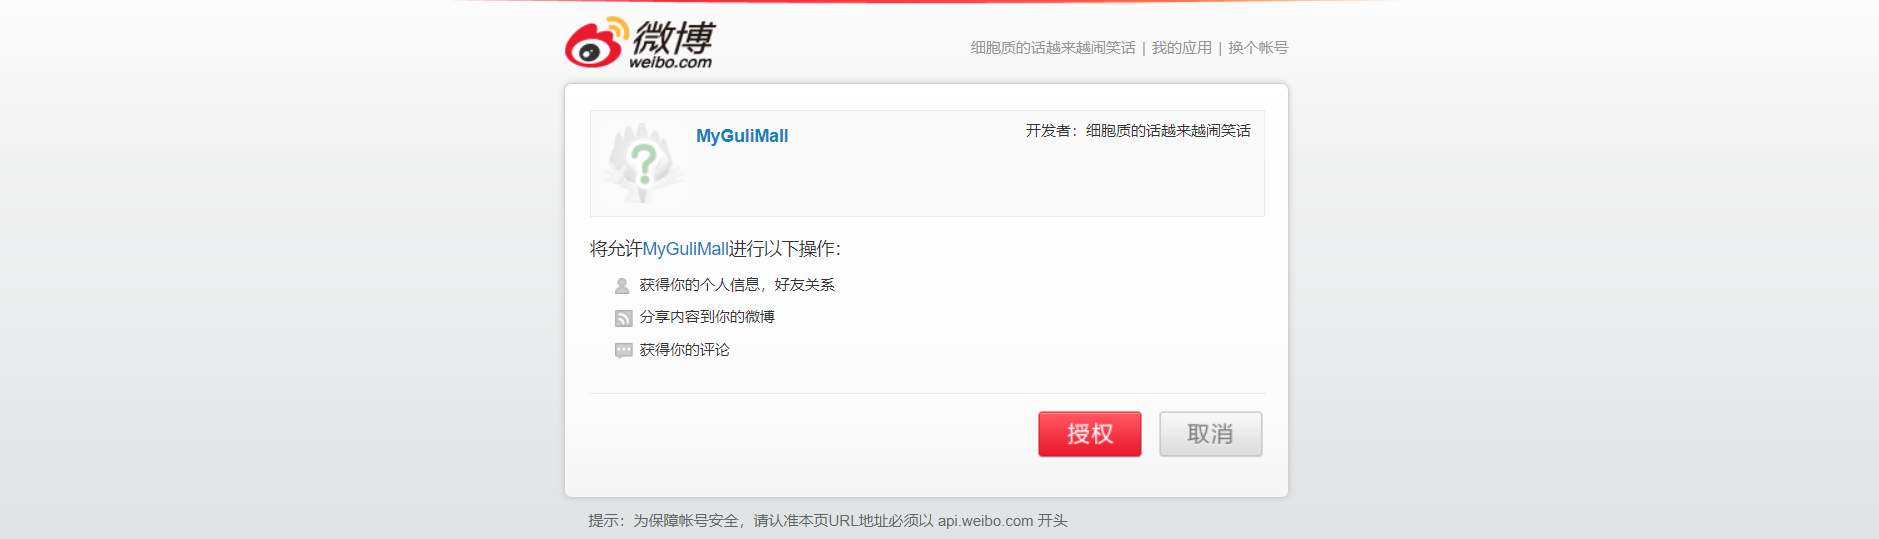 微博
weibo.com
细胞质的话越来越闹笑话 | 我的应用 | 换个帐号
MyGuliMall
开发者：细胞质的话越来越闹笑话
?
将允许MyGuliMall进行以下操作：
获得你的个人信息，好友关系
分享内容到你的微博
获得你的评论
授权 取消
提示：为保障帐号安全，请认准本页URL地址必须以 api.weibo.com 开头